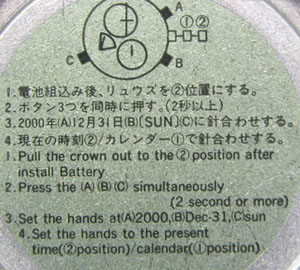 A
①②
C
B
1.電池組込み後、リュウズを②位置にする。
2.ボタン3つを同時に押す。(2秒以上)
3.2000年(A)12月31日(B)[SUN](C)に針合わせする。
4.現在の時刻②/カレンダー①で針合わせする。
1.Pull the crown out to the ②position after
install Battery
2.Press the (A)(B)(C) simultaneously
(2 second or more)
3.Set the hands at(A)2000,(B)Dec-31,(C)sun
4.Set the hands to the present
time(②position)/calendar(①position)